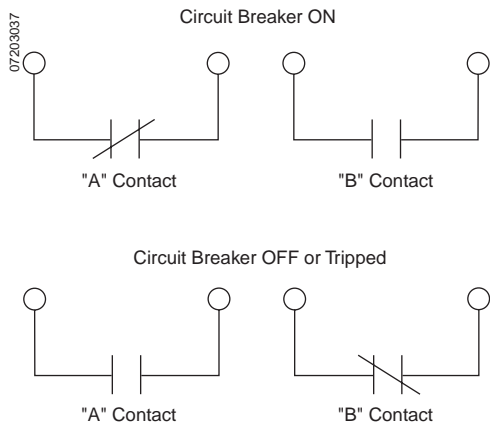 07203037
Circuit Breaker ON
"A" Contact
"B" Contact
Circuit Breaker OFF or Tripped
"A" Contact
"B" Contact